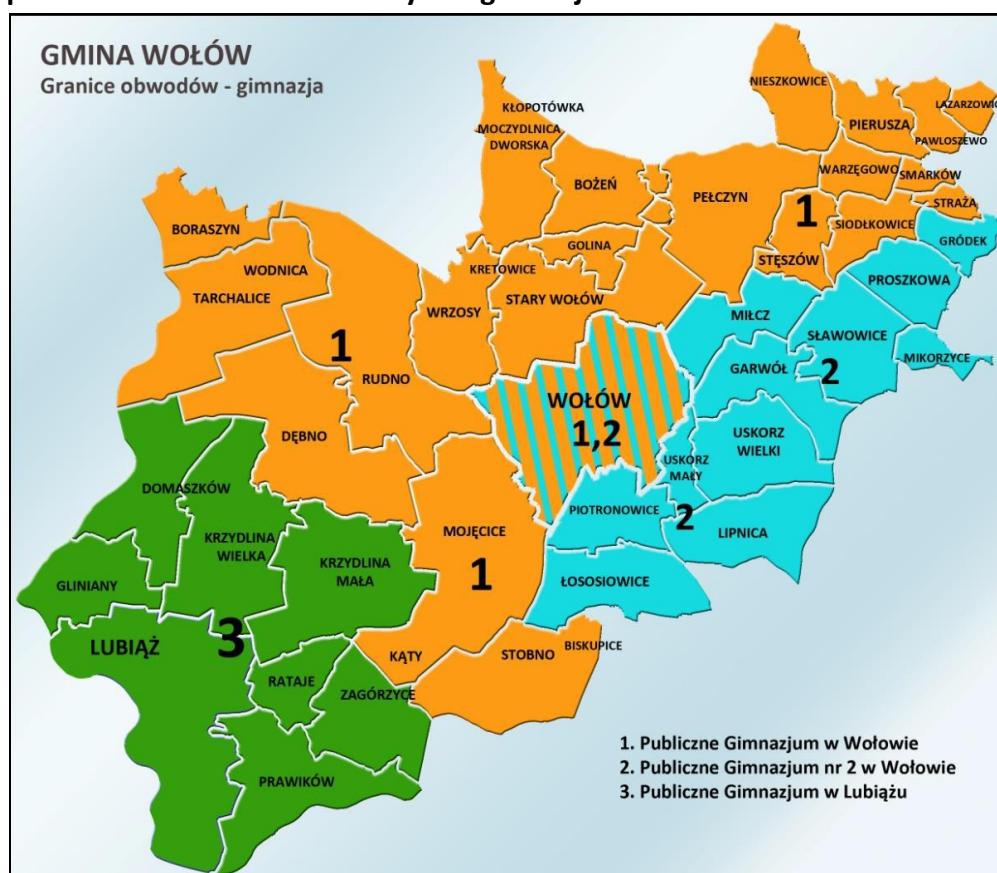 GMINA WOŁÓW
Granice obwodów - gimnazja
NIESZKOWICE
KŁOPOTÓWKA
LAZARZOWIC
MOCZYDLNICA
DWORSKA
PIERUSZA
PAWLOSZEWO
BOŻEŃ
WARZĘGOWO
SMARKÓW
PEŁCZYN
STRAŻA
1
BORASZYN
SIODŁKOWICE
GOLINA
GRÓDEK
WODNICA
KRETOWICE
STĘSZÓW
TARCHALICE
STARY WOŁÓW
PROSZKOWA
WRZOSY
MIŁCZ
SŁAWOWICE
1
RUDNO
GARWÓŁ
MIKORZYCE
2
WOŁÓW
1,2
DĘBNO
USKORZ
WIELKI
USKORZ
MAŁY
DOMASZKÓW
PIOTRONOWICE
2
MOJĘCICE
LIPNICA
KRZYDLINA
WIELKA
KRZYDLINA
MAŁA
1
GLINIANY
ŁOSOSIOWICE
3
LUBIĄŻ
KĄTY
STOBNO
BISKUPICE
RATAJE
ZAGÓRZYCE
PRAWIKÓW
1. Publiczne Gimnazjum w Wołowie
2. Publiczne Gimnazjum nr 2 w Wołowie
3. Publiczne Gimnazjum w Lubiążu